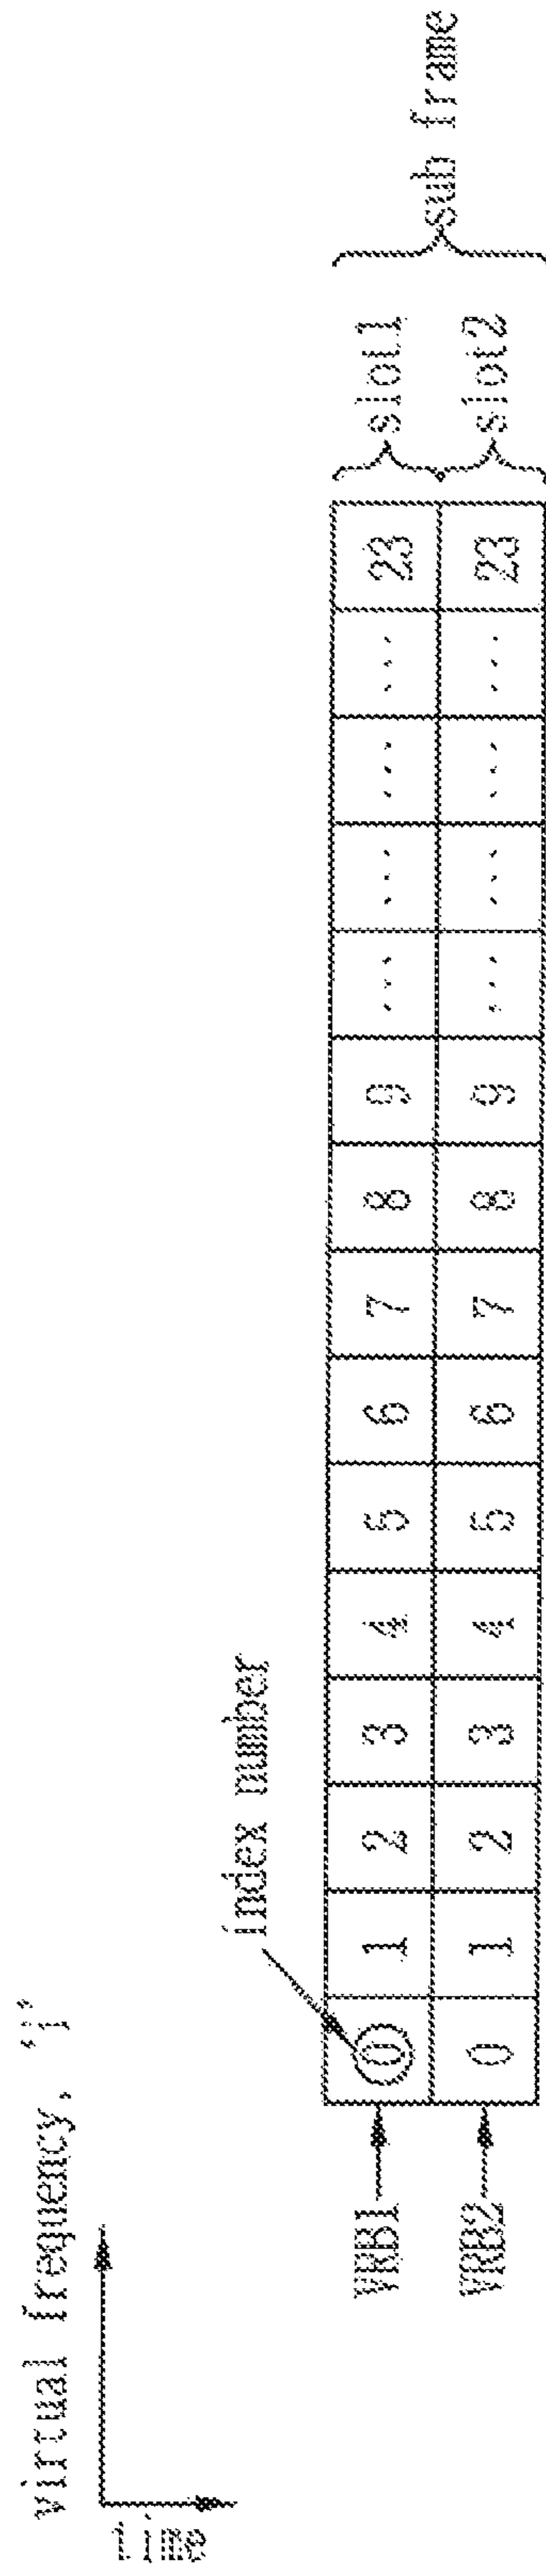 virtual frequency, 'j'
time
index number
VRB1
0 1 2 3 4 5 6 7 8 9 ... ... ... ... 23
slot1
VRB2
0 1 2 3 4 5 6 7 8 9 ... ... ... ... 23
slot2
sub frame